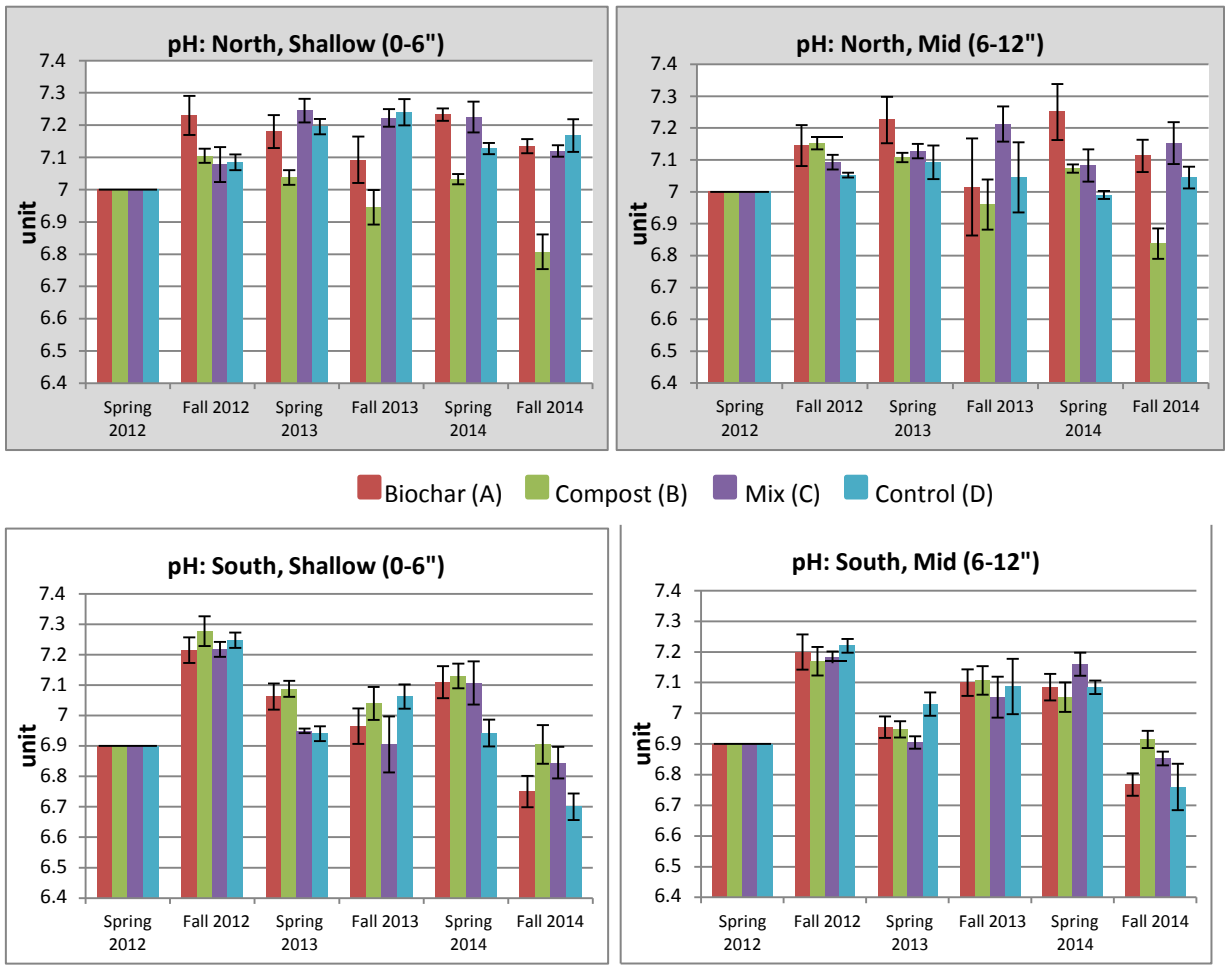 pH: North, Shallow (0-6")
7.4
7.3
7.2
7.1
7
6.9
6.8
6.7
6.6
6.5
6.4
unit
Spring Fall 2012 Spring Fall 2013 Spring Fall 2014
2012 2013 2014
pH: North, Mid (6-12")
7.4
7.3
7.2
7.1
7
6.9
6.8
6.7
6.6
6.5
6.4
unit
Spring Fall 2012 Spring Fall 2013 Spring Fall 2014
2012 2013 2014
Biochar (A) Compost (B) Mix (C) Control (D)
pH: South, Shallow (0-6")
7.4
7.3
7.2
7.1
7
6.9
6.8
6.7
6.6
6.5
6.4
unit
Spring Fall 2012 Spring Fall 2013 Spring Fall 2014
2012 2013 2014
pH: South, Mid (6-12")
7.4
7.3
7.2
7.1
7
6.9
6.8
6.7
6.6
6.5
6.4
unit
Spring Fall 2012 Spring Fall 2013 Spring Fall 2014
2012 2013 2014